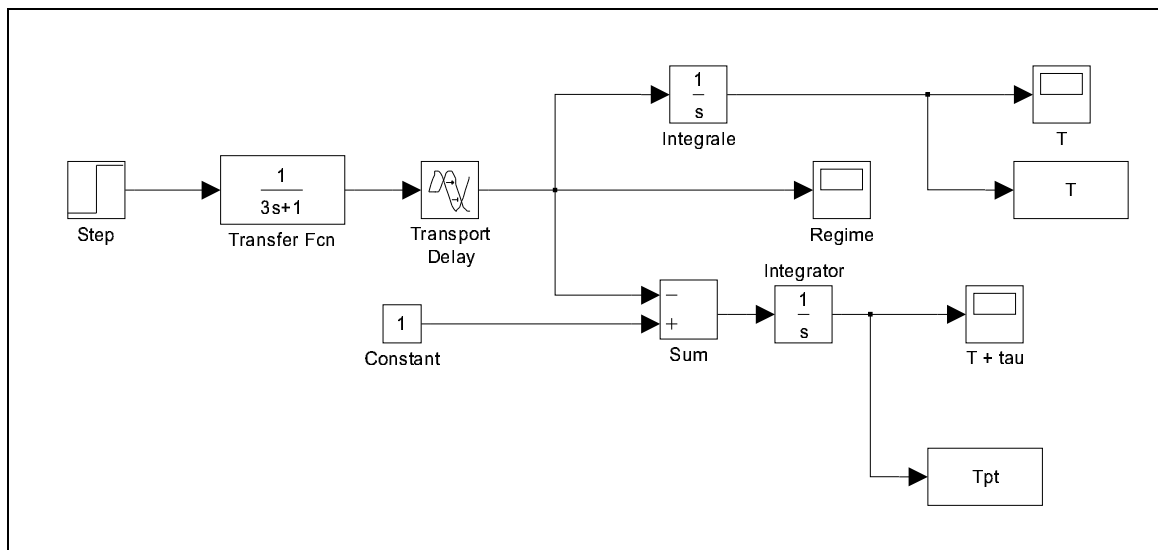 1
s
Integrale
T
T
Step
1
3s+1
Transfer Fcn
Transport
Delay
Regime
Integrator
1
Constant
−
+
Sum
1
s
T + tau
Tpt